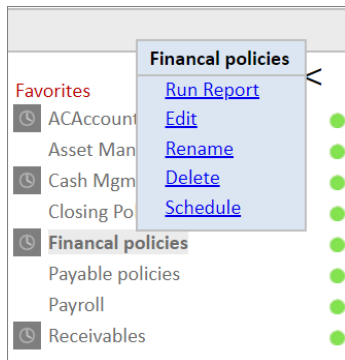 Financal policies
<
Favorites
Run Report
ACAccount
Edit
Asset Man
Rename
Cash Mgm
Delete
Closing Po
Schedule
Financal policies
Payable policies
Payroll
Receivables